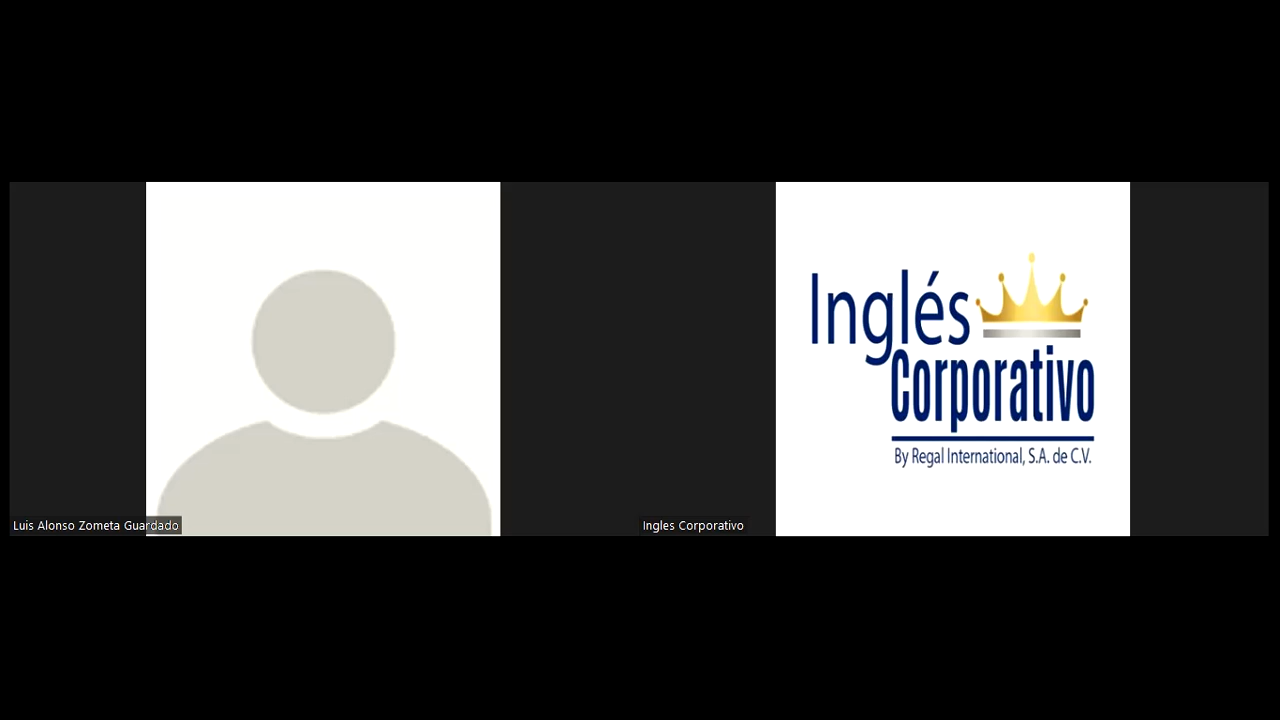 Inglés
Corporativo
By Regal International, S.A. de C.V.
Luis Alonso Zometa Guardado
Ingles Corporativo